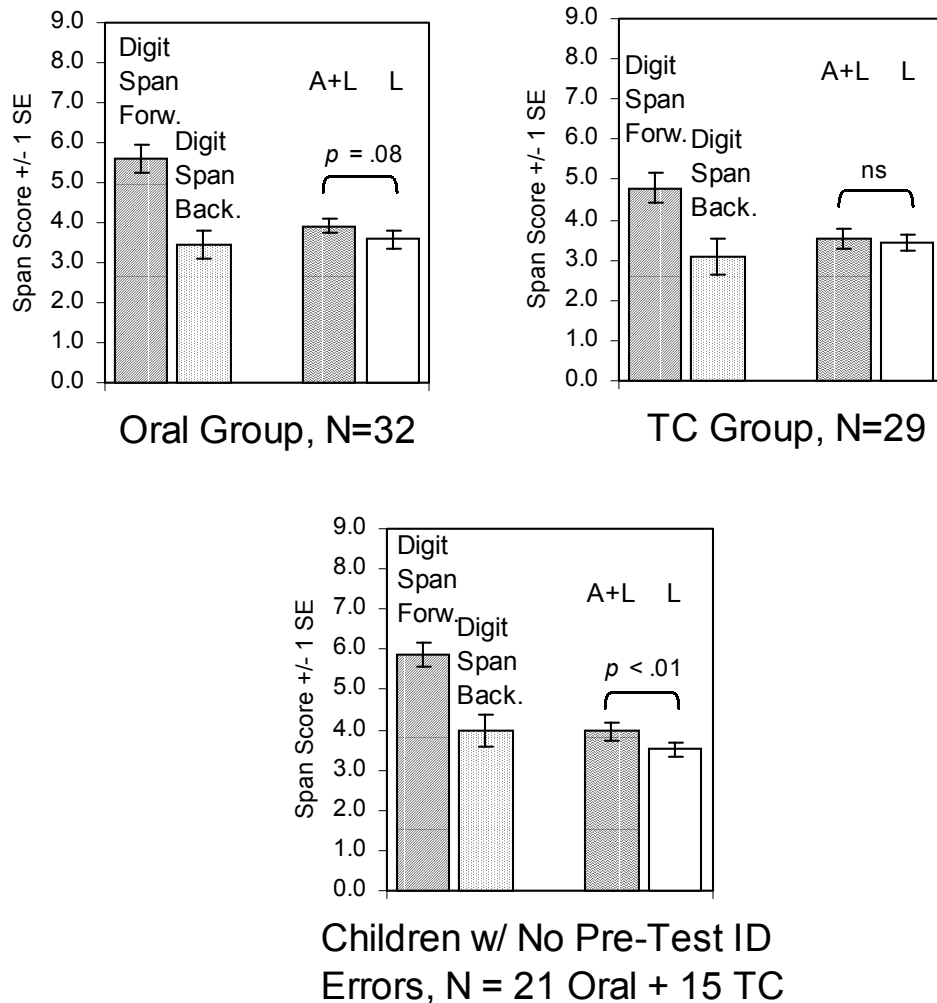 9.0
8.0
7.0
6.0
5.0
4.0
3.0
2.0
1.0
0.0
Span Score +/- 1 SE
Digit
Span
Forw.
Digit
Span
Back.
A+L L
p = .08
Oral Group, N=32
9.0
8.0
7.0
6.0
5.0
4.0
3.0
2.0
1.0
0.0
Span Score +/- 1 SE
Digit
Span
Forw.
Digit
Span
Back.
A+L L
ns
TC Group, N=29
9.0
8.0
7.0
6.0
5.0
4.0
3.0
2.0
1.0
0.0
Span Score +/- 1 SE
Digit
Span
Forw.
Digit
Span
Back.
A+L L
p < .01
Children w/ No Pre-Test ID
Errors, N = 21 Oral + 15 TC